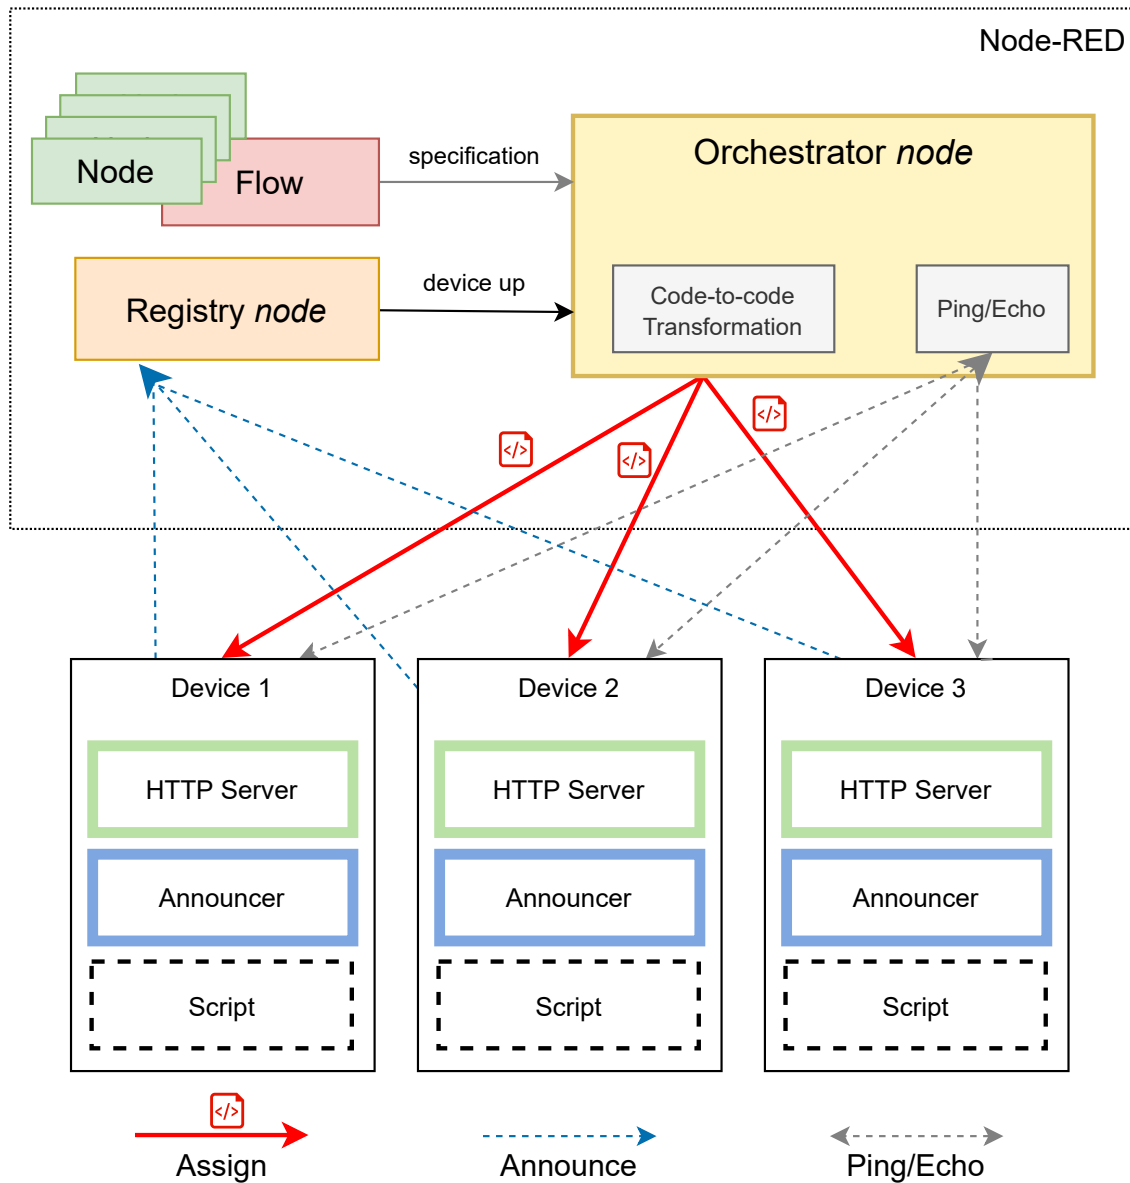 Node-RED
Node
Flow
specification
Orchestrator node
Registry node
device up
Code-to-code
Transformation
Ping/Echo
</>
</>
</>
Device 1
HTTP Server
Announcer
Script
Device 2
HTTP Server
Announcer
Script
Device 3
HTTP Server
Announcer
Script
</>
Assign
Announce
Ping/Echo